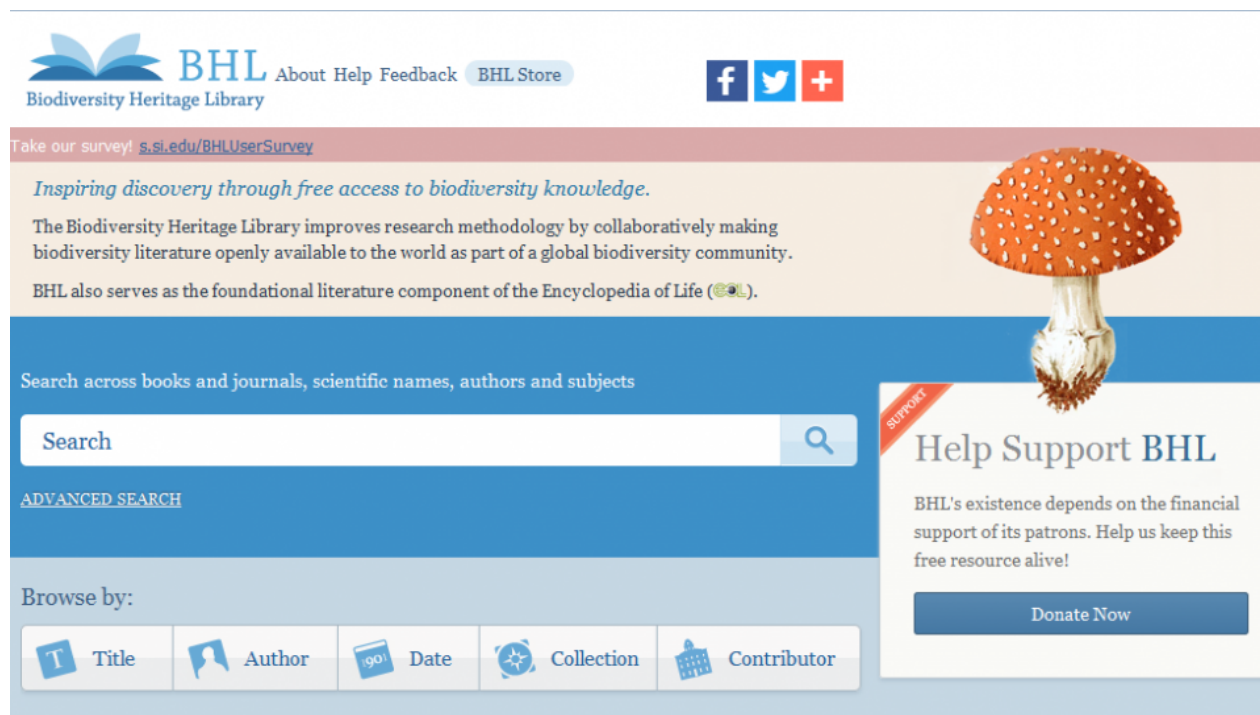 BHL About Help Feedback BHL Store
Biodiversity Heritage Library
Take our survey! s.si.edu/BHLUserSurvey
Inspiring discovery through free access to biodiversity knowledge.
The Biodiversity Heritage Library improves research methodology by collaboratively making
biodiversity literature openly available to the world as part of a global biodiversity community.
BHL also serves as the foundational literature component of the Encyclopedia of Life (EOL).
Search across books and journals, scientific names, authors and subjects
Search
ADVANCED SEARCH
SUPPORT
Help Support BHL
BHL's existence depends on the financial
support of its patrons. Help us keep this
free resource alive!
Donate Now
Browse by:
T Title Author 1901 Date Collection Contributor